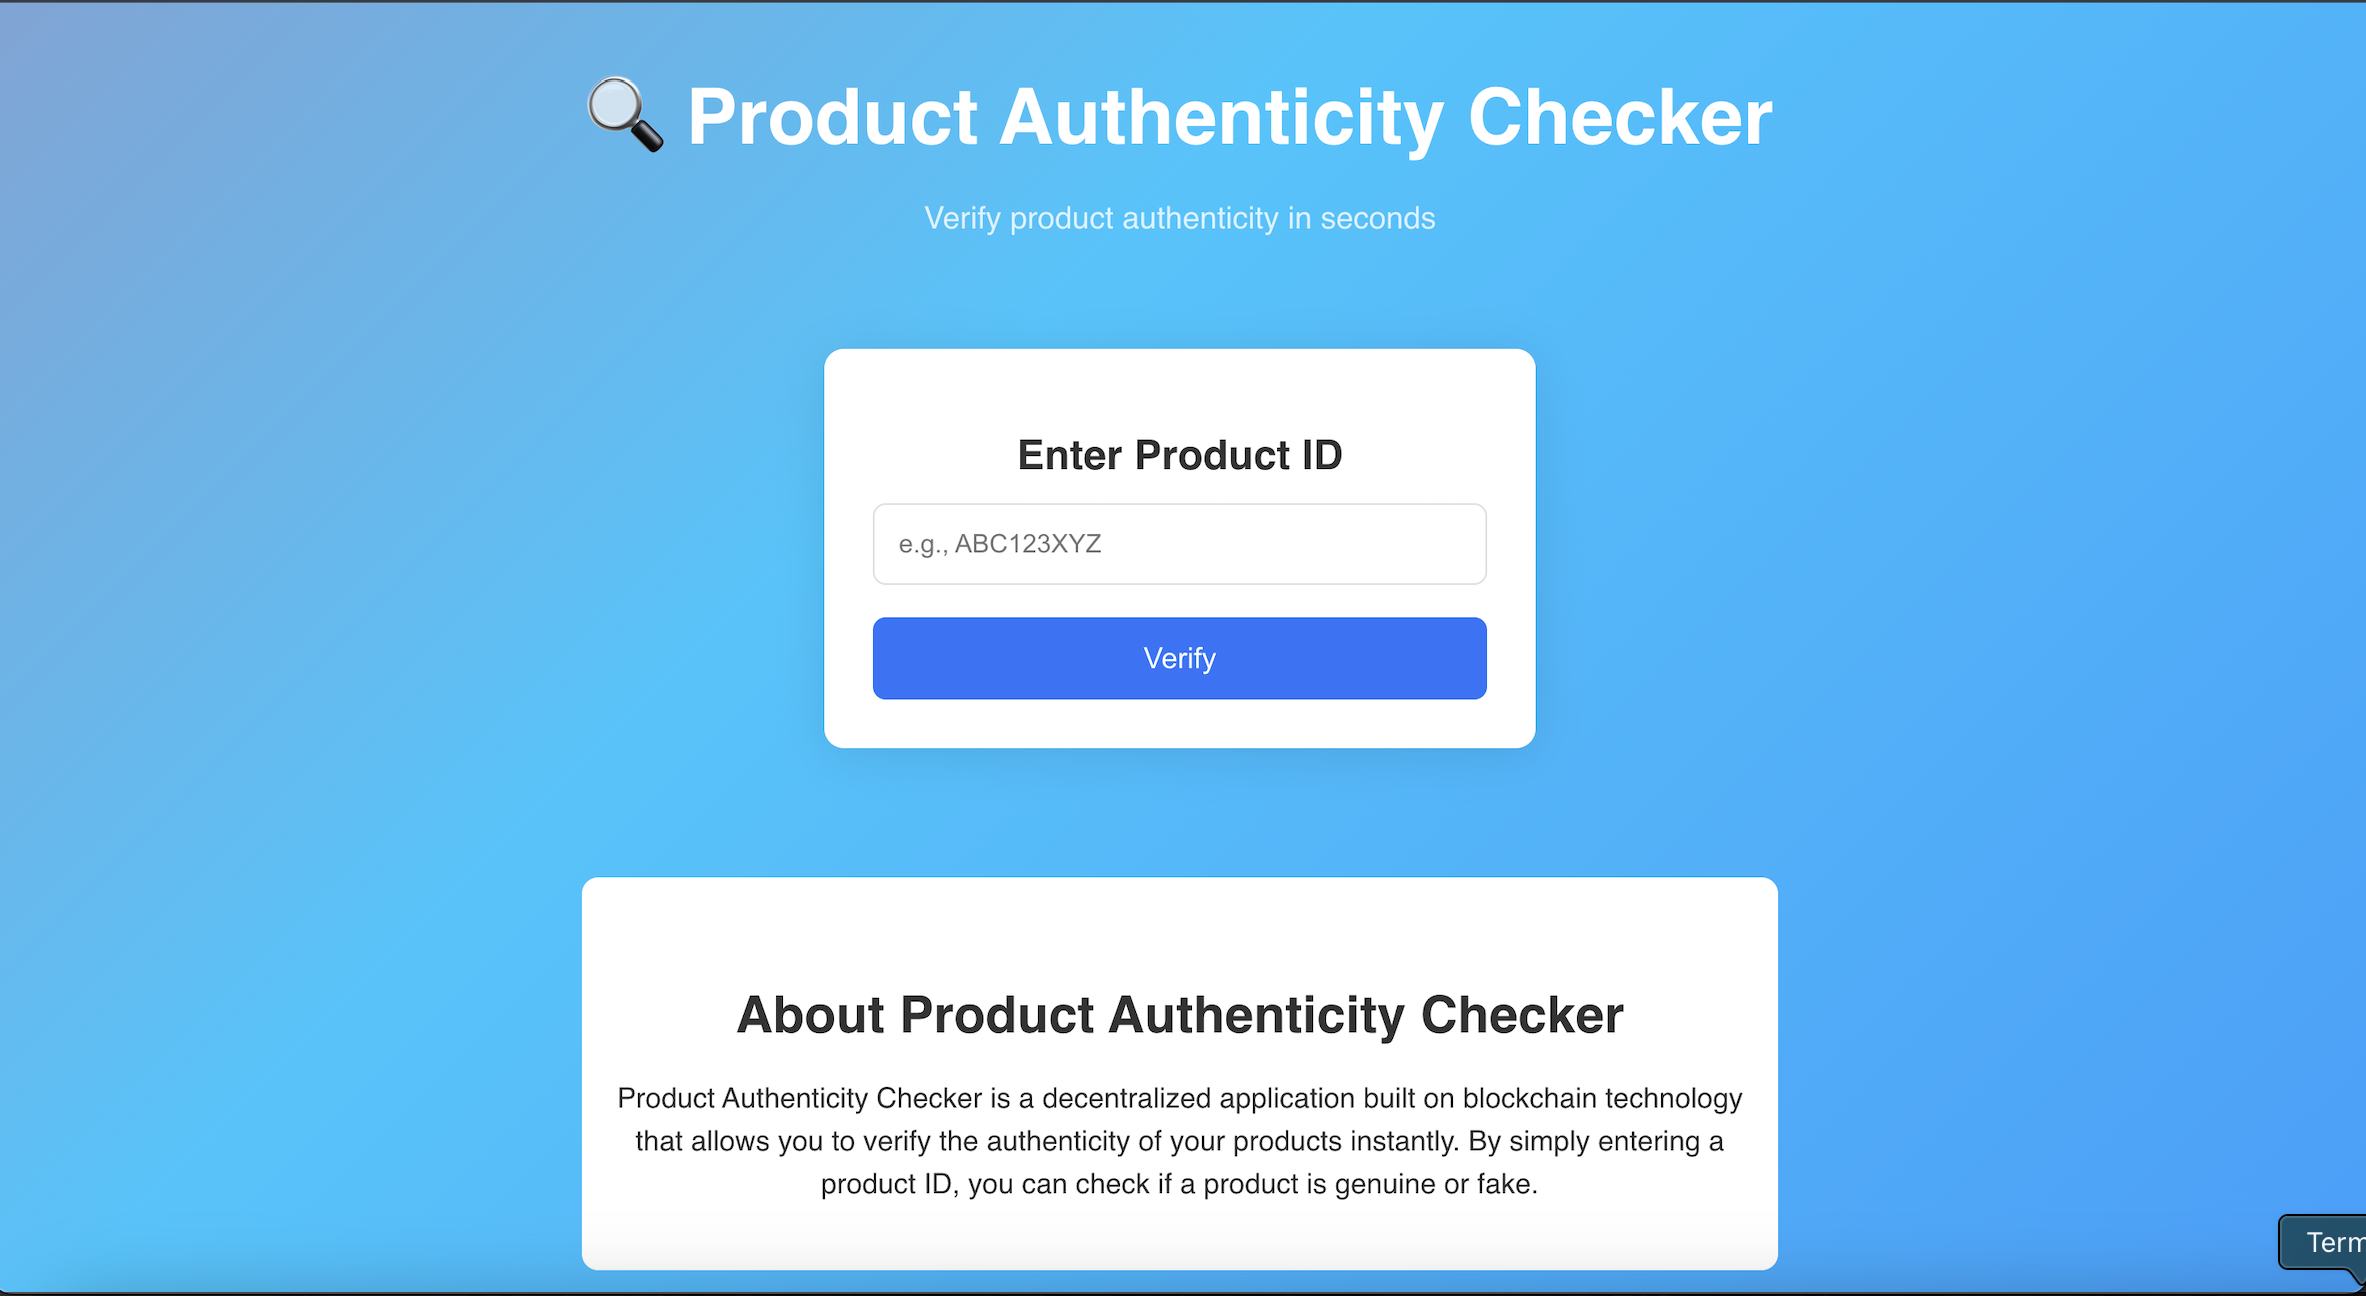 Product Authenticity Checker
Verify product authenticity in seconds
Enter Product ID
e.g., ABC123XYZ
Verify
About Product Authenticity Checker
Product Authenticity Checker is a decentralized application built on blockchain technology
that allows you to verify the authenticity of your products instantly. By simply entering a
product ID, you can check if a product is genuine or fake.
Term